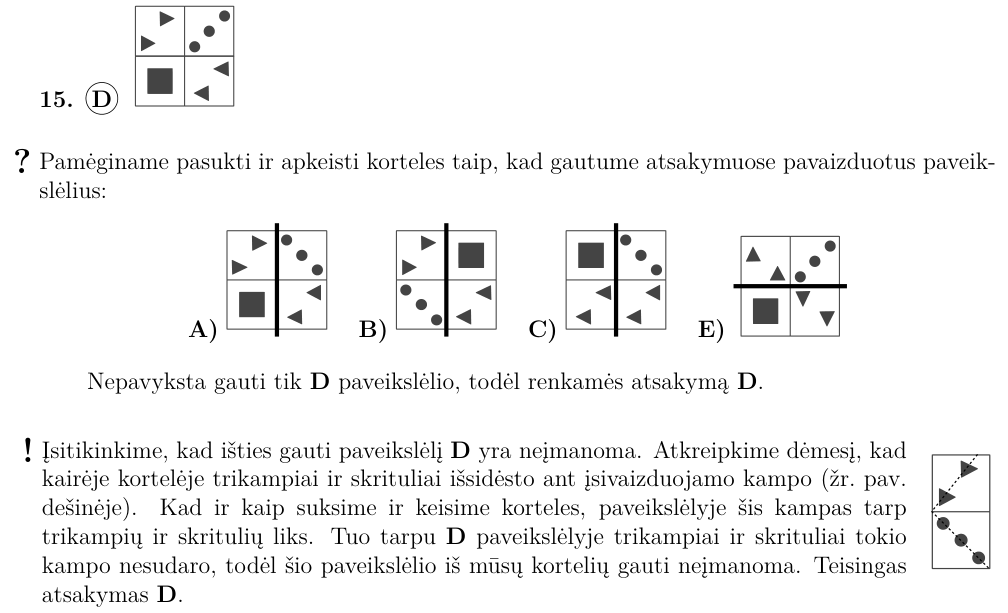 15. D
? Pamėginame pasukti ir apkeisti korteles taip, kad gautume atsakymuose pavaizduotus paveik-
slėlius:
A) B) C) E)
Nepavyksta gauti tik D paveikslėlio, todėl renkamės atsakymą D.
! Įsitikinkime, kad išties gauti paveikslėlį D yra neįmanoma. Atkreipkime dėmesį, kad
kairėje kortelėje trikampiai ir skrituliai išsidėsto ant įsivaizduojamo kampo (žr. pav.
dešinėje). Kad ir kaip suksime ir keisime korteles, paveikslėlyje šis kampas tarp
trikampių ir skritulių liks. Tuo tarpu D paveikslėlyje trikampiai ir skrituliai tokio
kampo nesudaro, todėl šio paveikslėlio iš mūsų kortelių gauti neįmanoma. Teisingas
atsakymas D.